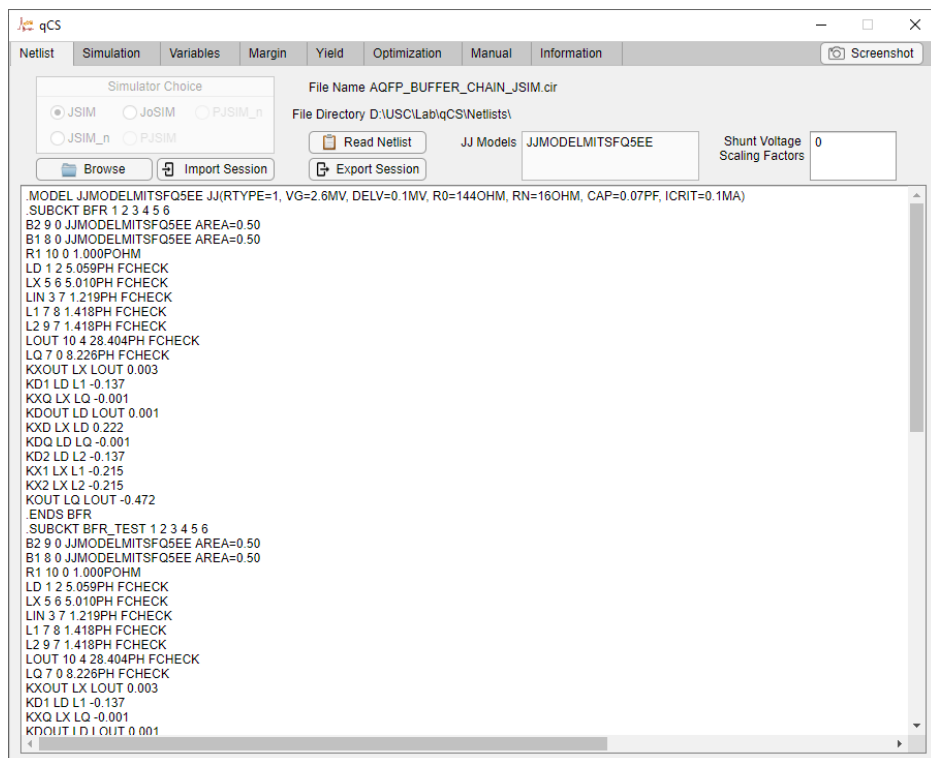 qCS
Netlist Simulation Variables Margin Yield Optimization Manual Information Screenshot
Simulator Choice
JSIM JoSIM PJSIM_n
JSIM_n PJSIM
File Name AQFP_BUFFER_CHAIN_JSIM.cir
File Directory D:\USC\Lab\qCS\Netlists\
Read Netlist JJ Models JJMODELMITSFQ5EE Shunt Voltage Scaling Factors 0
Browse Import Session Export Session
.MODEL JJMODELMITSFQ5EE JJ(RTYPE=1, VG=2.6MV, DELV=0.1MV, R0=144OHM, RN=16OHM, CAP=0.07PF, ICRIT=0.1MA)
.SUBCKT BFR 1 2 3 4 5 6
B2 9 0 JJMODELMITSFQ5EE AREA=0.50
B1 8 0 JJMODELMITSFQ5EE AREA=0.50
R1 10 0 1.000POHM
LD 1 2 5.059PH FCHECK
LX 5 6 5.010PH FCHECK
LIN 3 7 1.219PH FCHECK
L1 7 8 1.418PH FCHECK
L2 9 7 1.418PH FCHECK
LOUT 10 4 28.404PH FCHECK
LQ 7 0 8.226PH FCHECK
KXOUT LX LOUT 0.003
KD1 LD L1 -0.137
KXQ LX LQ -0.001
KDOUT LD LOUT 0.001
KXD LX LD 0.222
KDQ LD LQ -0.001
KD2 LD L2 -0.137
KX1 LX L1 -0.215
KX2 LX L2 -0.215
KOUT LQ LOUT -0.472
.ENDS BFR
.SUBCKT BFR_TEST 1 2 3 4 5 6
B2 9 0 JJMODELMITSFQ5EE AREA=0.50
B1 8 0 JJMODELMITSFQ5EE AREA=0.50
R1 10 0 1.000POHM
LD 1 2 5.059PH FCHECK
LX 5 6 5.010PH FCHECK
LIN 3 7 1.219PH FCHECK
L1 7 8 1.418PH FCHECK
L2 9 7 1.418PH FCHECK
LOUT 10 4 28.404PH FCHECK
LQ 7 0 8.226PH FCHECK
KXOUT LX LOUT 0.003
KD1 LD L1 -0.137
KXQ LX LQ -0.001
KDOUT LD LOUT 0.001